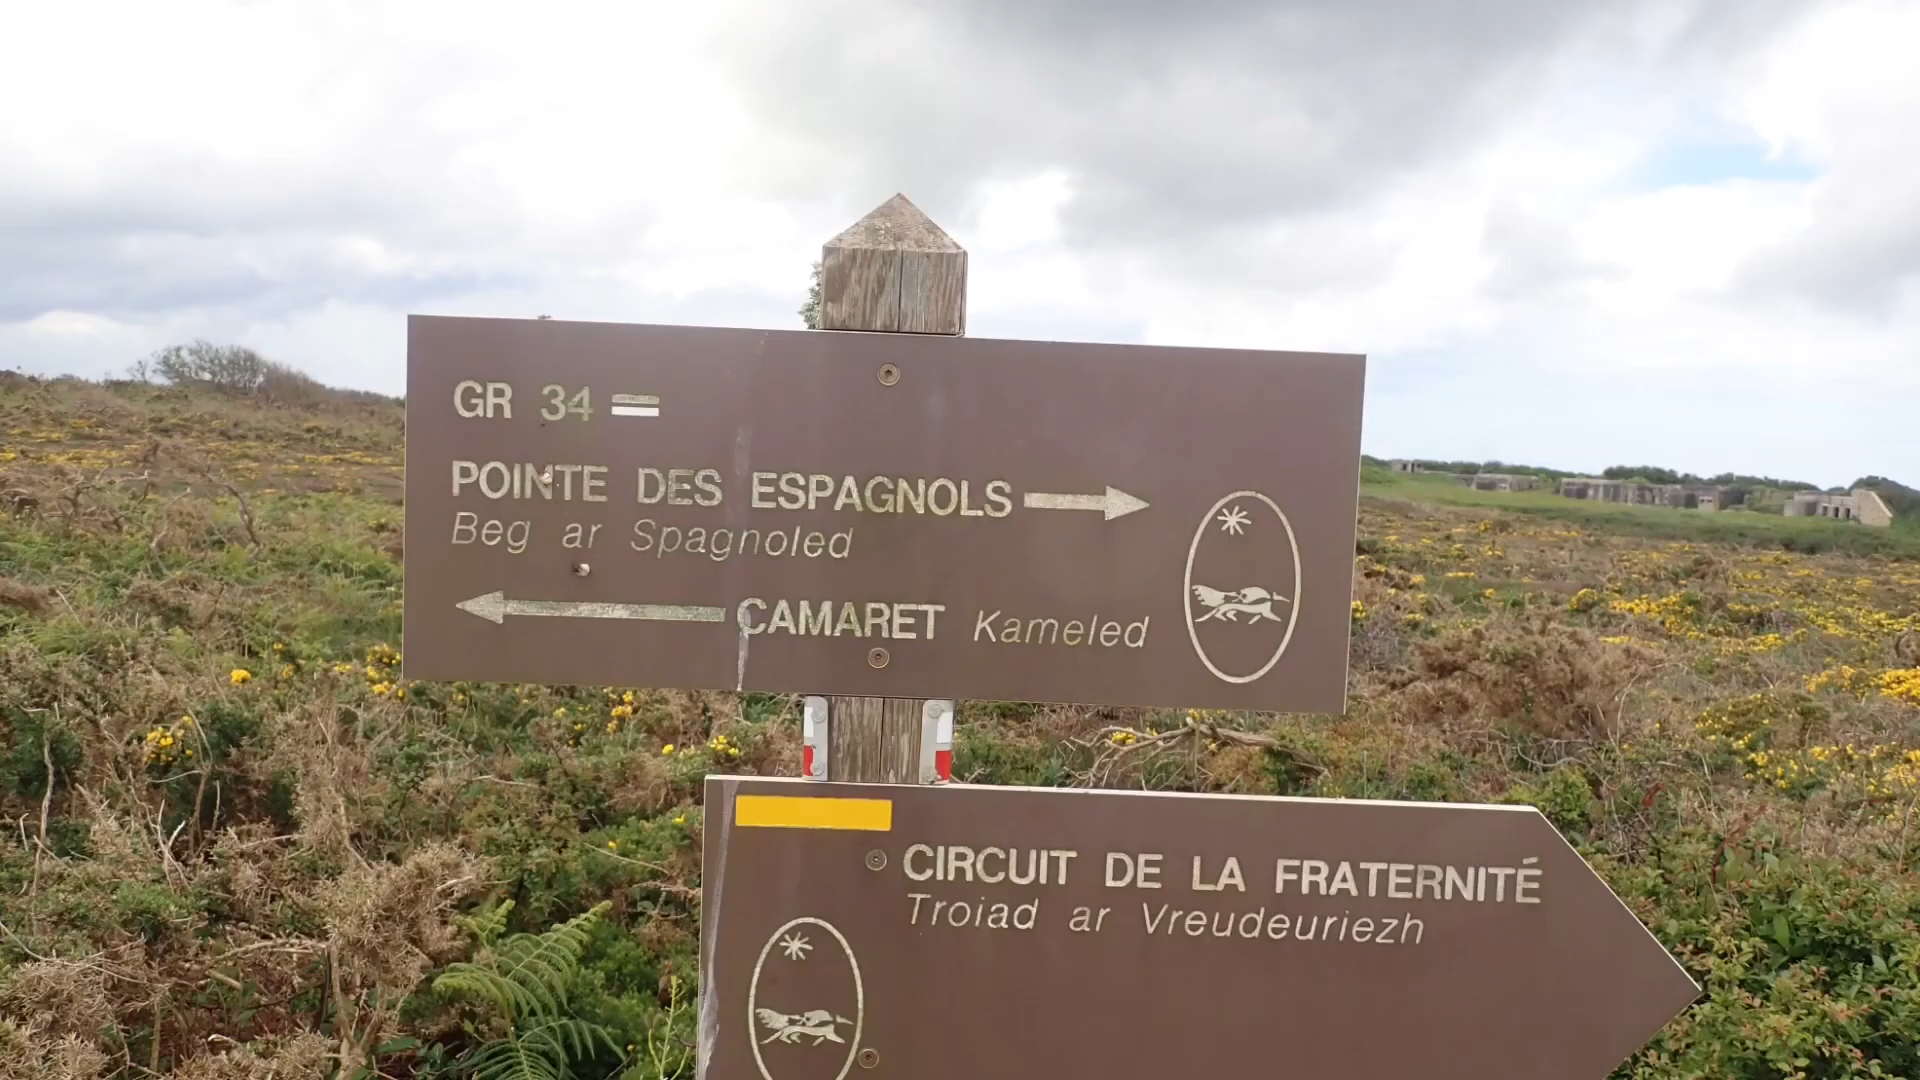 GR 34
POINTE DES ESPAGNOLS
Beg ar Spagnoled
CAMARET Kameled
CIRCUIT DE LA FRATERNITÉ
Troiad ar Vreudeuriezh